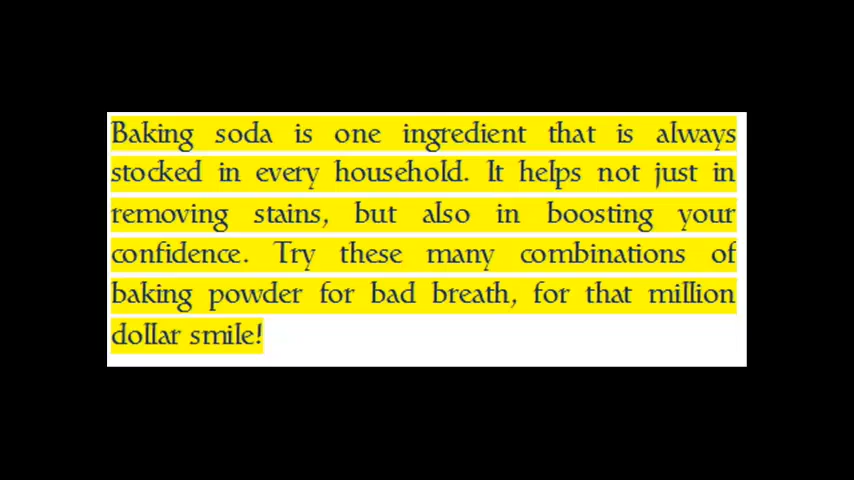 Baking soda is one ingredient that is always
stocked in every household. It helps not just in
removing stains, but also in boosting your
confidence. Try these many combinations of
baking powder for bad breath, for that million
dollar smile!